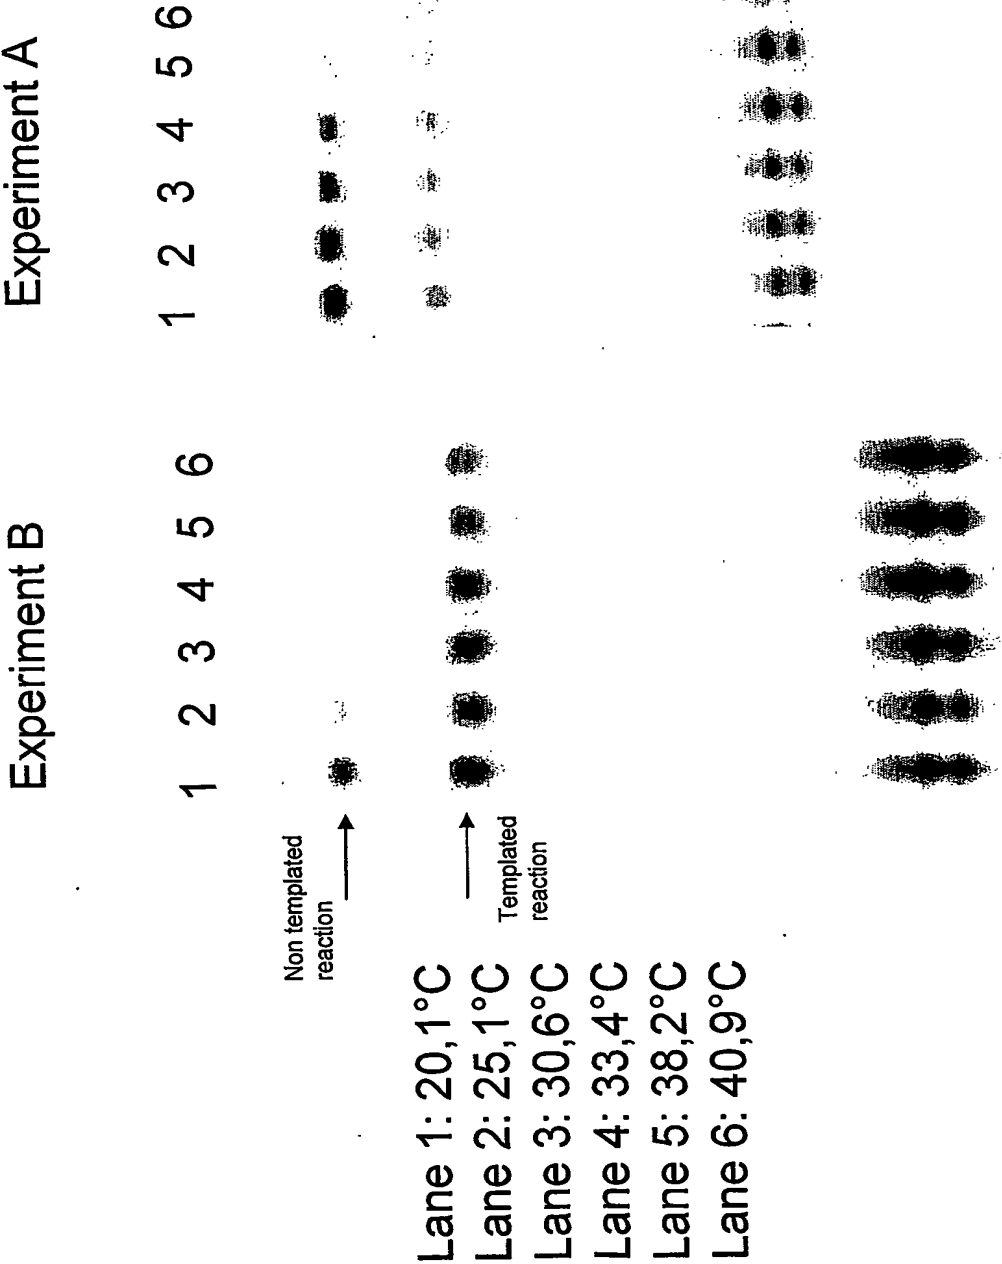 Experiment B
Experiment A
1 2 3 4 5 6
1 2 3 4 5 6
Non templated
reaction
Templated
reaction
Lane 1: 20,1°C
Lane 2: 25,1°C
Lane 3: 30,6°C
Lane 4: 33,4°C
Lane 5: 38,2°C
Lane 6: 40,9°C